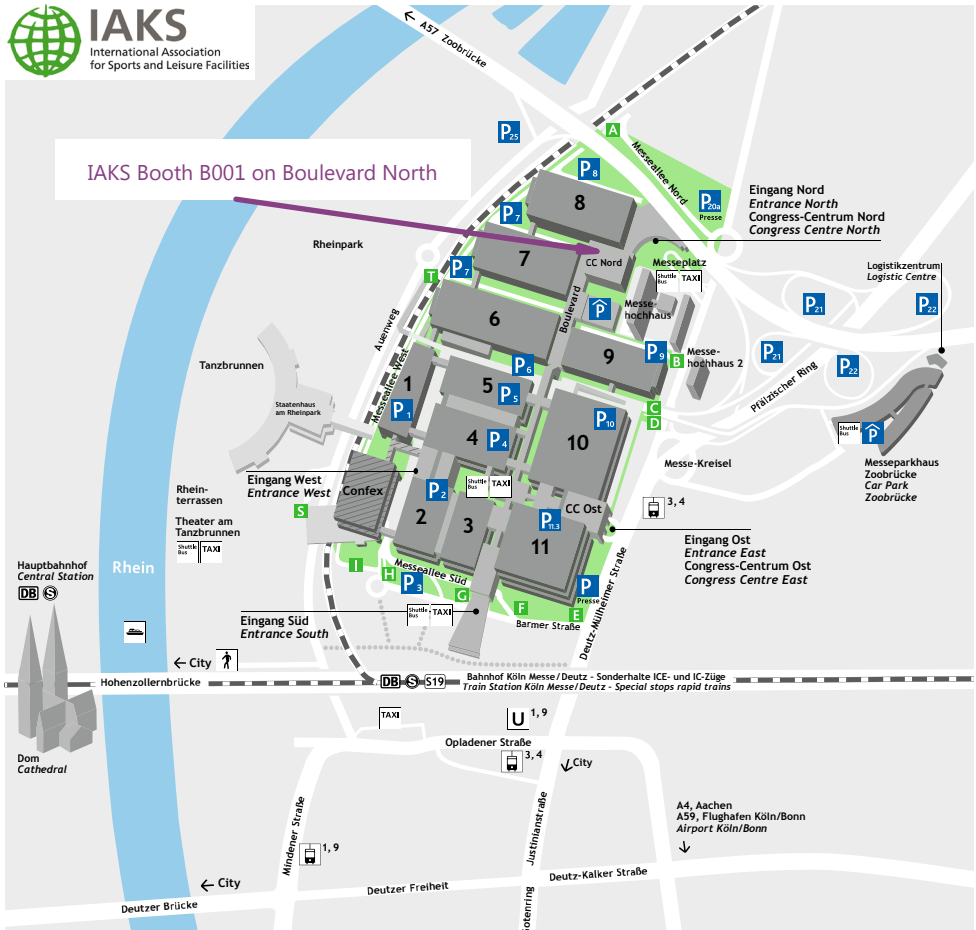 IAKS
International Association
for Sports and Leisure Facilities
A57 Zoobrücke
IAKS Booth B001 on Boulevard North
P25
A
Messeallee Nord
P8
P20a
Presse
8
P7
Eingang Nord
Entrance North
Congress-Centrum Nord
Congress Centre North
Rheinpark
7
P7
T
CC Nord
Messeplatz
Shuttle
Bus
TAXI
Logistikzentrum
Logistic Centre
Boulevard
P
Messe-
hochhaus
P21
P22
6
Auenweg
9
P9
B
Messe-
hochhaus 2
P21
P22
Pfälzischer Ring
Tanzbrunnen
Messeallee West
1
P1
P6
5
P5
Staatenhaus
am Rheinpark
C
D
P10
10
4
P4
Shuttle
Bus
P
Messeparkhaus
Zoobrücke
Car Park
Zoobrücke
Messe-Kreisel
Eingang West
Entrance West
Confex
P2
Shuttle
Bus
TAXI
3, 4
Rhein-
terrassen
S
2
3
CC Ost
P11.3
11
Theater am
Tanzbrunnen
Shuttle
Bus
TAXI
Eingang Ost
Entrance East
Congress-Centrum Ost
Congress Centre East
Hauptbahnhof
Central Station
DB
S
Rhein
I
H
Messeallee Süd
P3
G
F
E
P
Presse
Deutz-Mülheimer Straße
Barmer Straße
Eingang Süd
Entrance South
Shuttle
Bus
TAXI
City
Hohenzollernbrücke
DB
S
S19
Bahnhof Köln Messe/Deutz - Sonderhalte ICE- und IC-Züge
Train Station Köln Messe/Deutz - Special stops rapid trains
Dom
Cathedral
TAXI
U
1, 9
Opladener Straße
3, 4
City
A4, Aachen
A59, Flughafen Köln/Bonn
Airport Köln/Bonn
Mindener Straße
1, 9
Justinianstraße
City
Deutzer Brücke
Deutzer Freiheit
Deutz-Kalker Straße
otenring